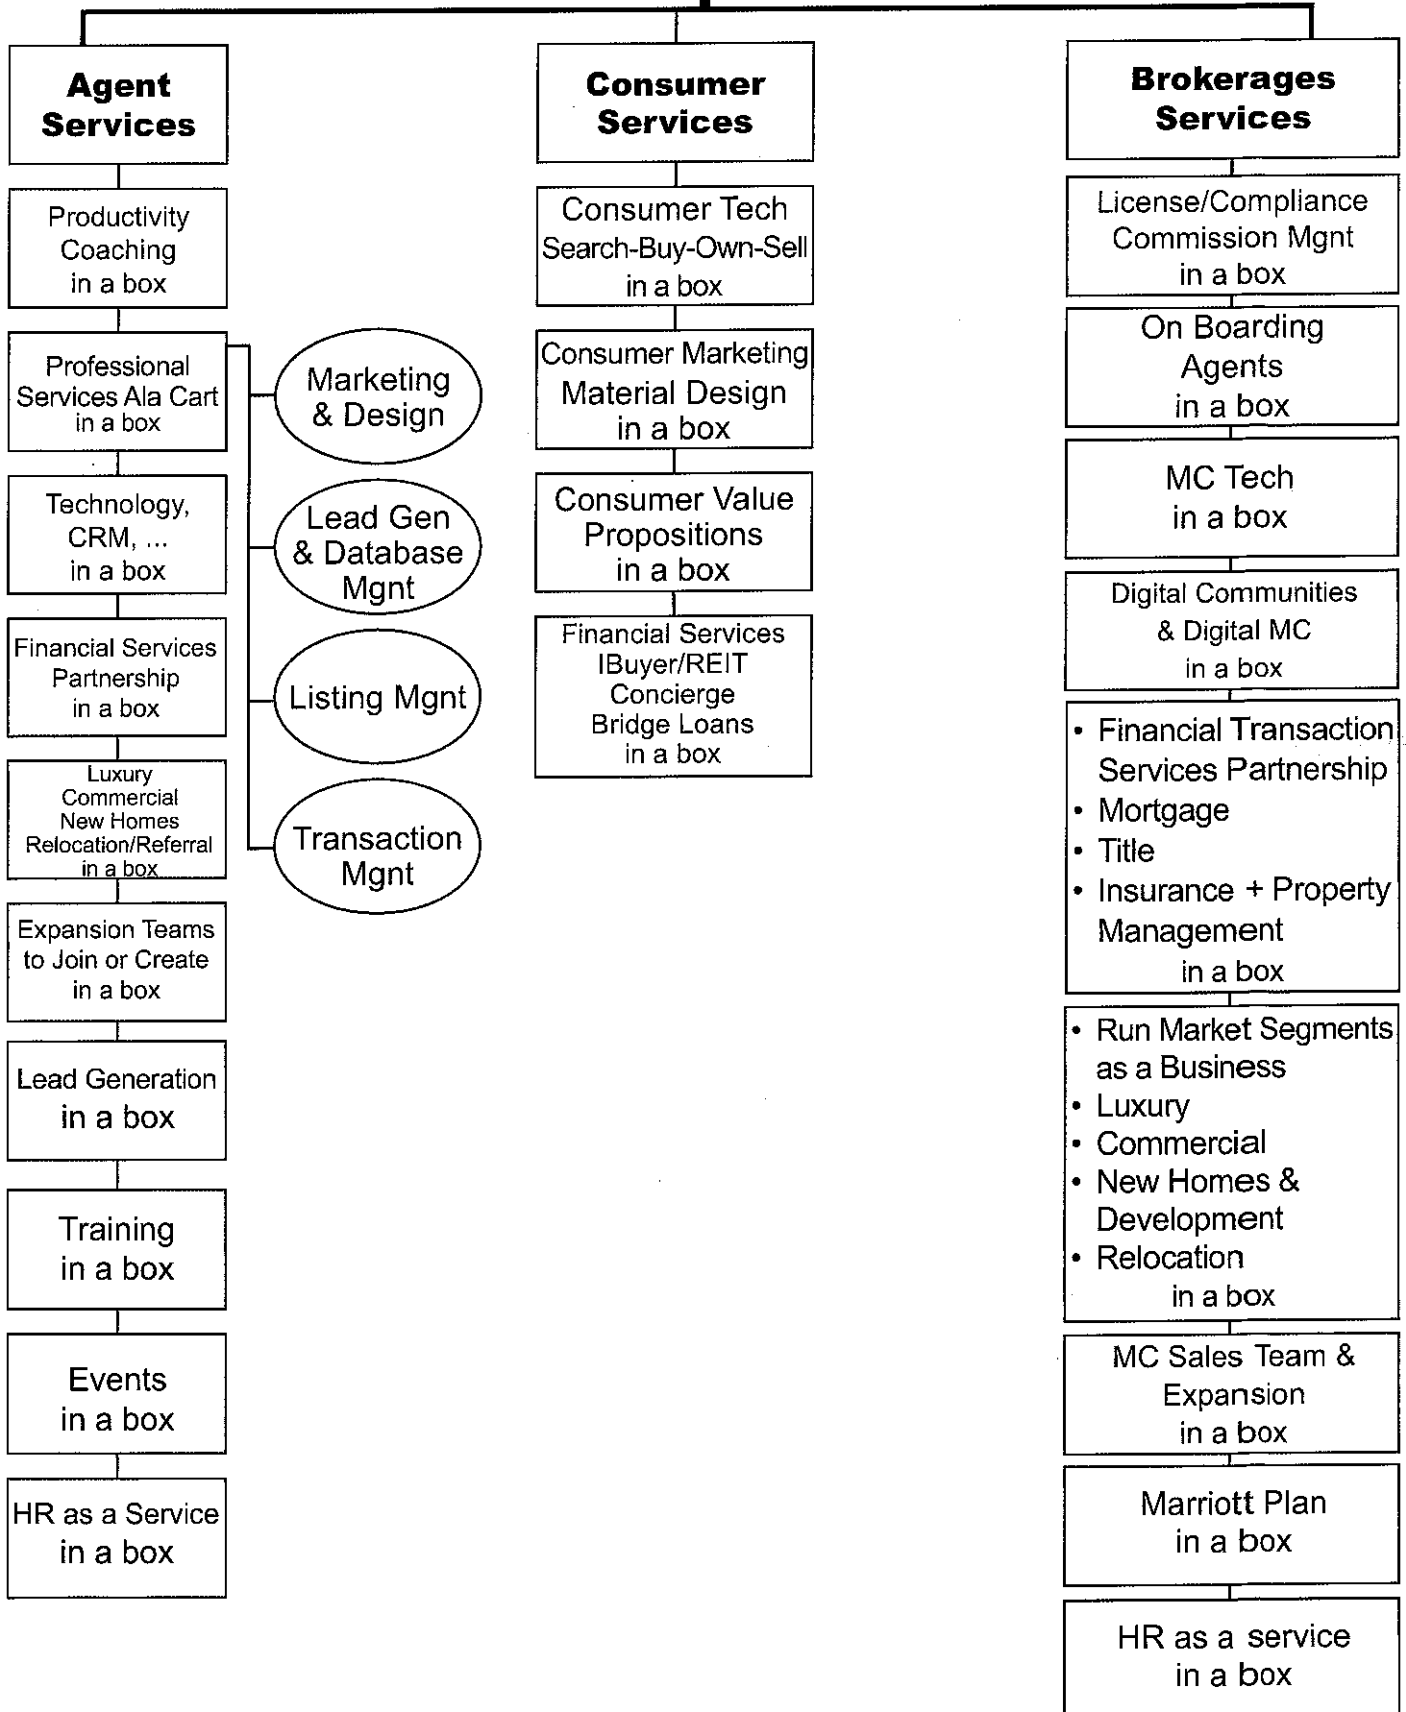 Agent
Services
Productivity
Coaching
in a box
Professional
Services Ala Cart
in a box
Technology,
CRM, ...
in a box
Financial Services
Partnership
in a box
Luxury
Commercial
New Homes
Relocation/Referral
in a box
Expansion Teams
to Join or Create
in a box
Lead Generation
in a box
Training
in a box
Events
in a box
HR as a Service
in a box
Marketing
& Design
Lead Gen
& Database
Mgnt
Listing Mgnt
Transaction
Mgnt
Consumer
Services
Consumer Tech
Search-Buy-Own-Sell
in a box
Consumer Marketing
Material Design
in a box
Consumer Value
Propositions
in a box
Financial Services
IBuyer/REIT
Concierge
Bridge Loans
in a box
Brokerages
Services
License/Compliance
Commission Mgnt
in a box
On Boarding
Agents
in a box
MC Tech
in a box
Digital Communities
& Digital MC
in a box
• Financial Transaction
Services Partnership
• Mortgage
• Title
• Insurance + Property
Management
in a box
• Run Market Segments
as a Business
• Luxury
• Commercial
• New Homes &
Development
• Relocation
in a box
MC Sales Team &
Expansion
in a box
Marriott Plan
in a box
HR as a service
in a box